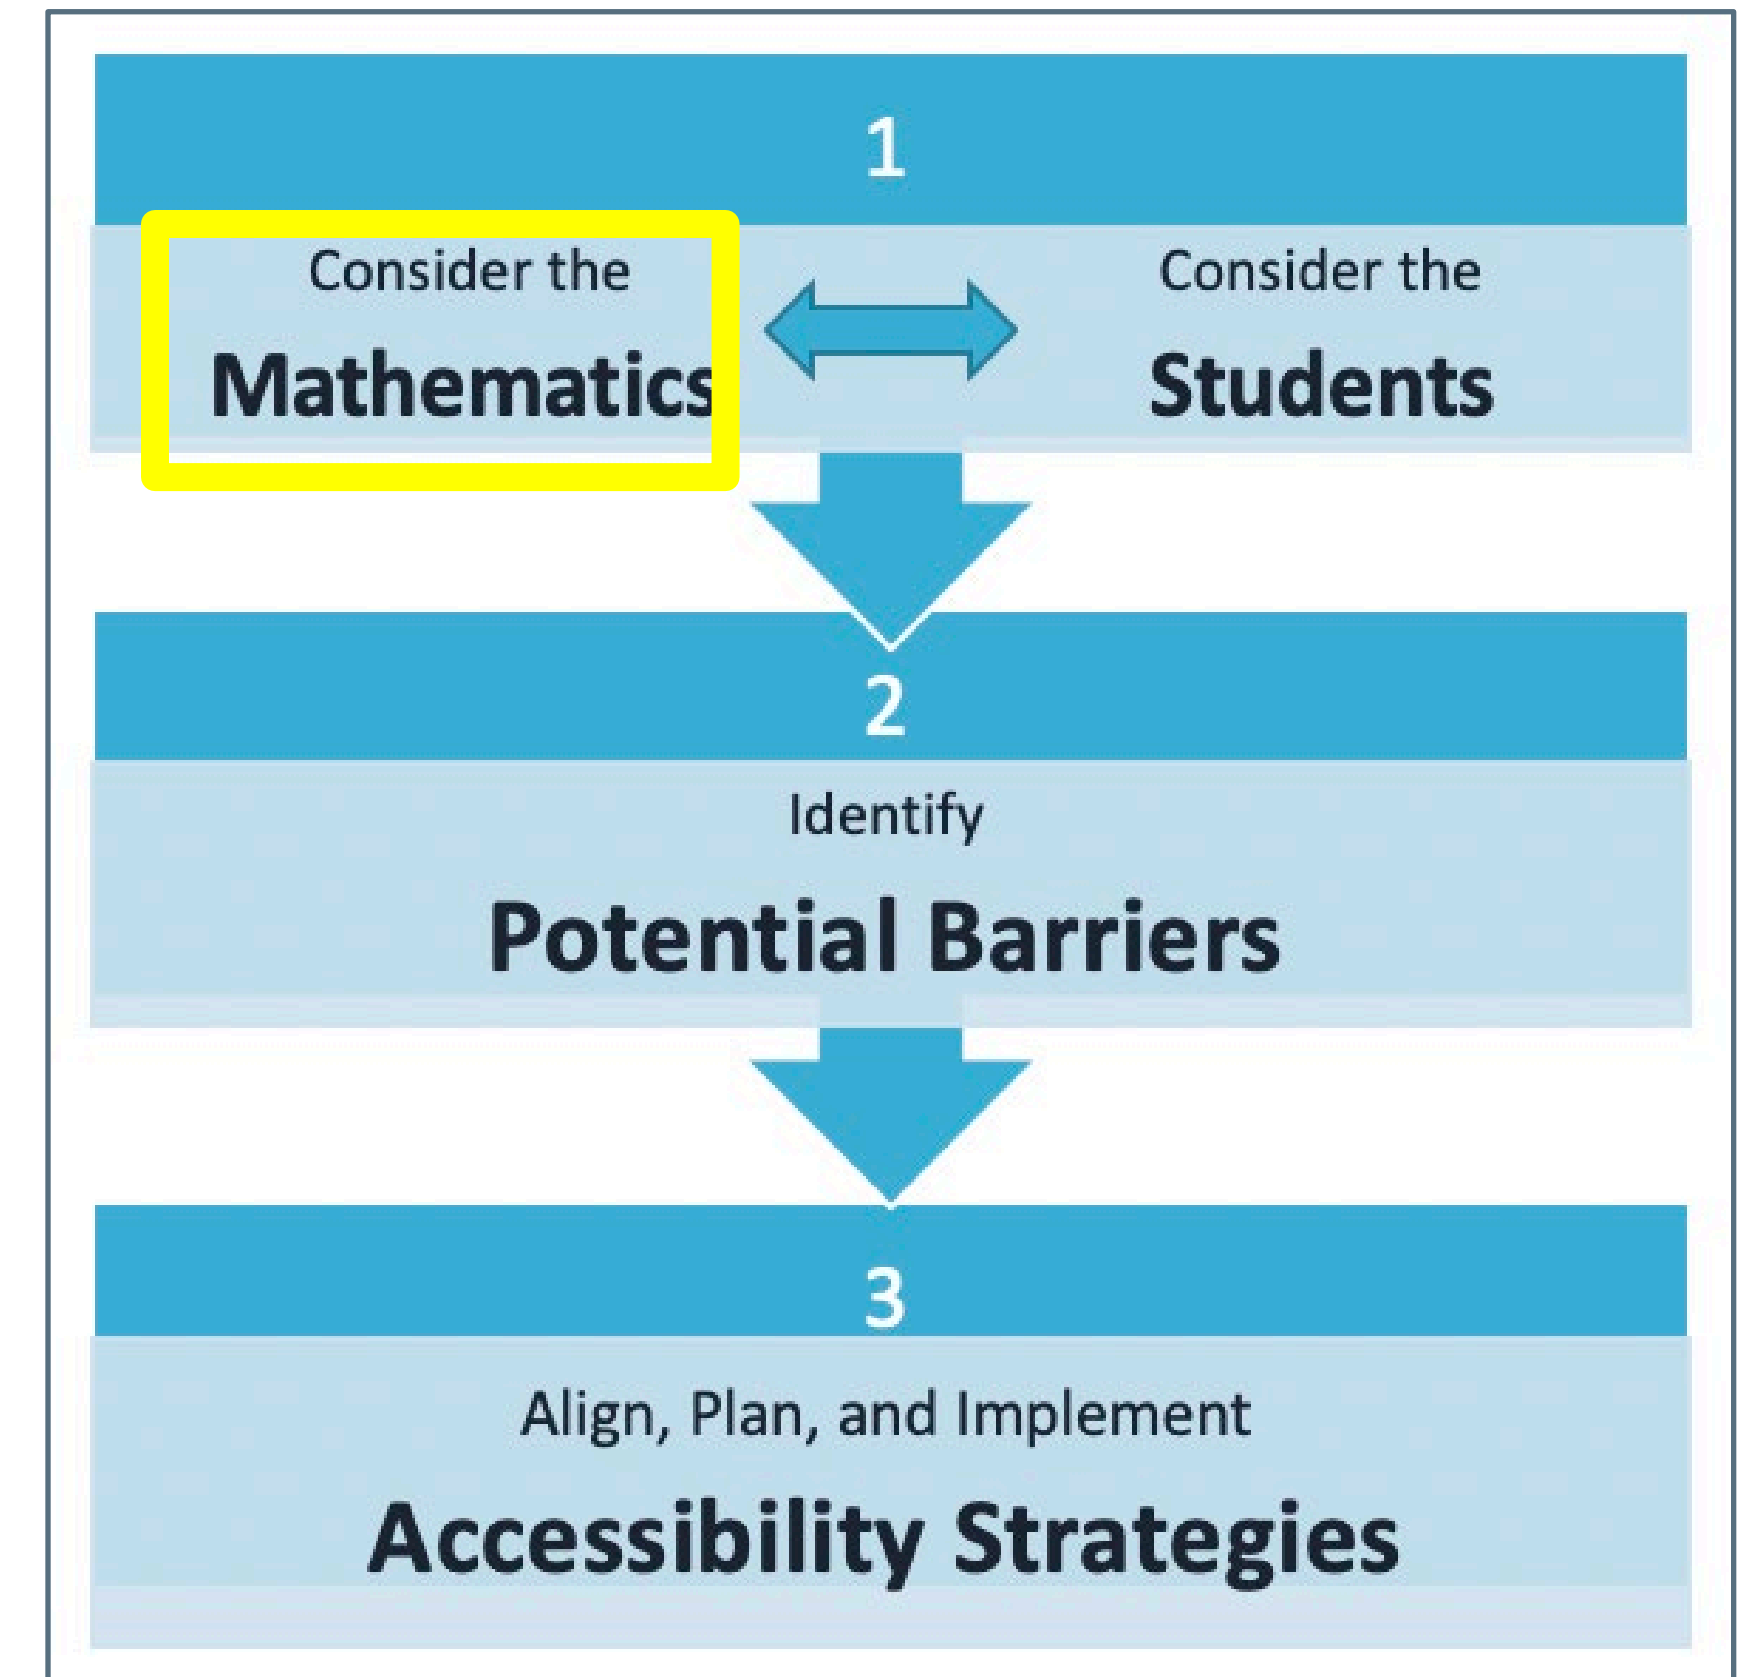 1
Consider the
Mathematics
Consider the
Students
2
Identify
Potential Barriers
3
Align, Plan, and Implement
Accessibility Strategies